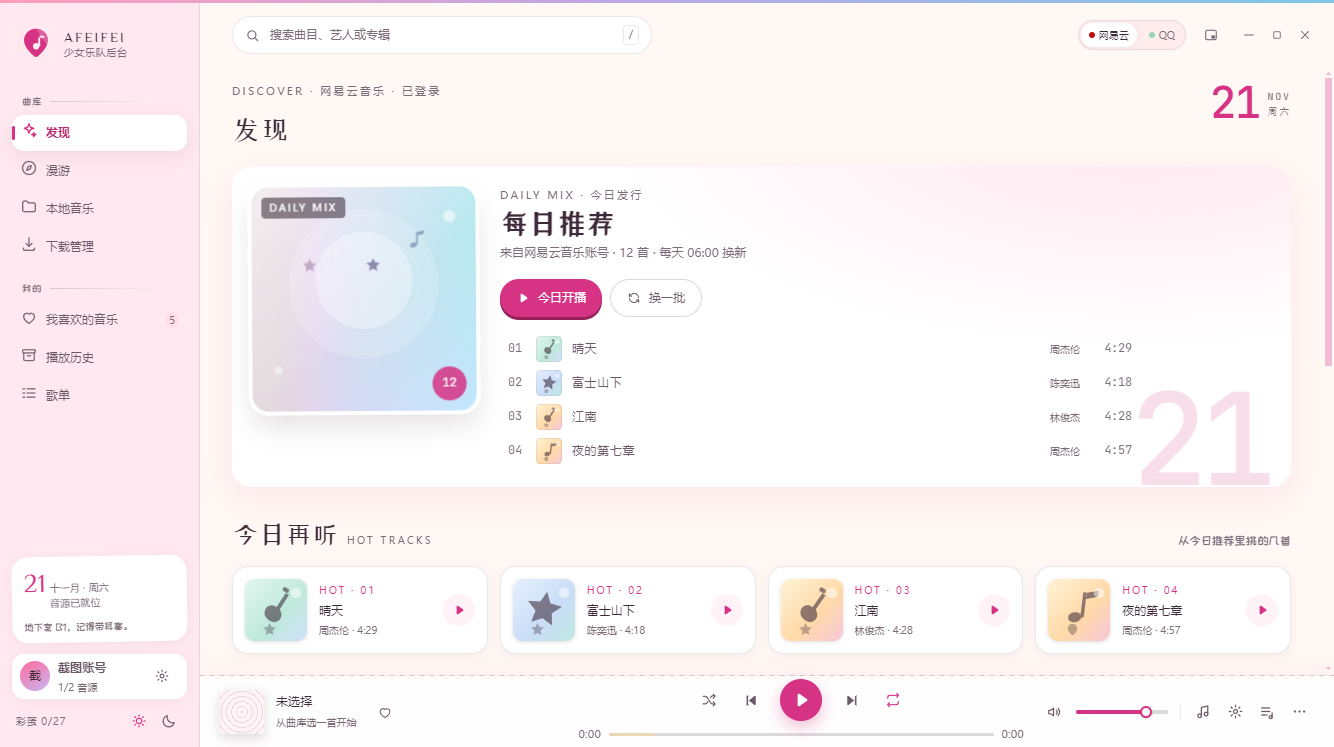 AFEIFEI
少女乐队后台
曲库
发现
漫游
本地音乐
下载管理
我的
我喜欢的音乐 5
播放历史
歌单
21 十一月 · 周六
音源已就位
地下室 B1，记得带耳塞。
截 截图账号
1/2 音源
彩蛋 0/27
搜索曲目、艺人或专辑 /
网易云 QQ
DISCOVER · 网易云音乐 · 已登录
发现
21 NOV
周六
DAILY MIX
12
DAILY MIX · 今日发行
每日推荐
来自网易云音乐账号 · 12 首 · 每天 06:00 换新
今日开播 换一批
01 晴天 周杰伦 4:29
02 富士山下 陈奕迅 4:18
03 江南 林俊杰 4:28
04 夜的第七章 周杰伦 4:57
21
今日再听 HOT TRACKS 从今日推荐里挑的几首
HOT · 01
晴天
周杰伦 · 4:29
HOT · 02
富士山下
陈奕迅 · 4:18
HOT · 03
江南
林俊杰 · 4:28
HOT · 04
夜的第七章
周杰伦 · 4:57
未选择
从曲库选一首开始
0:00 0:00